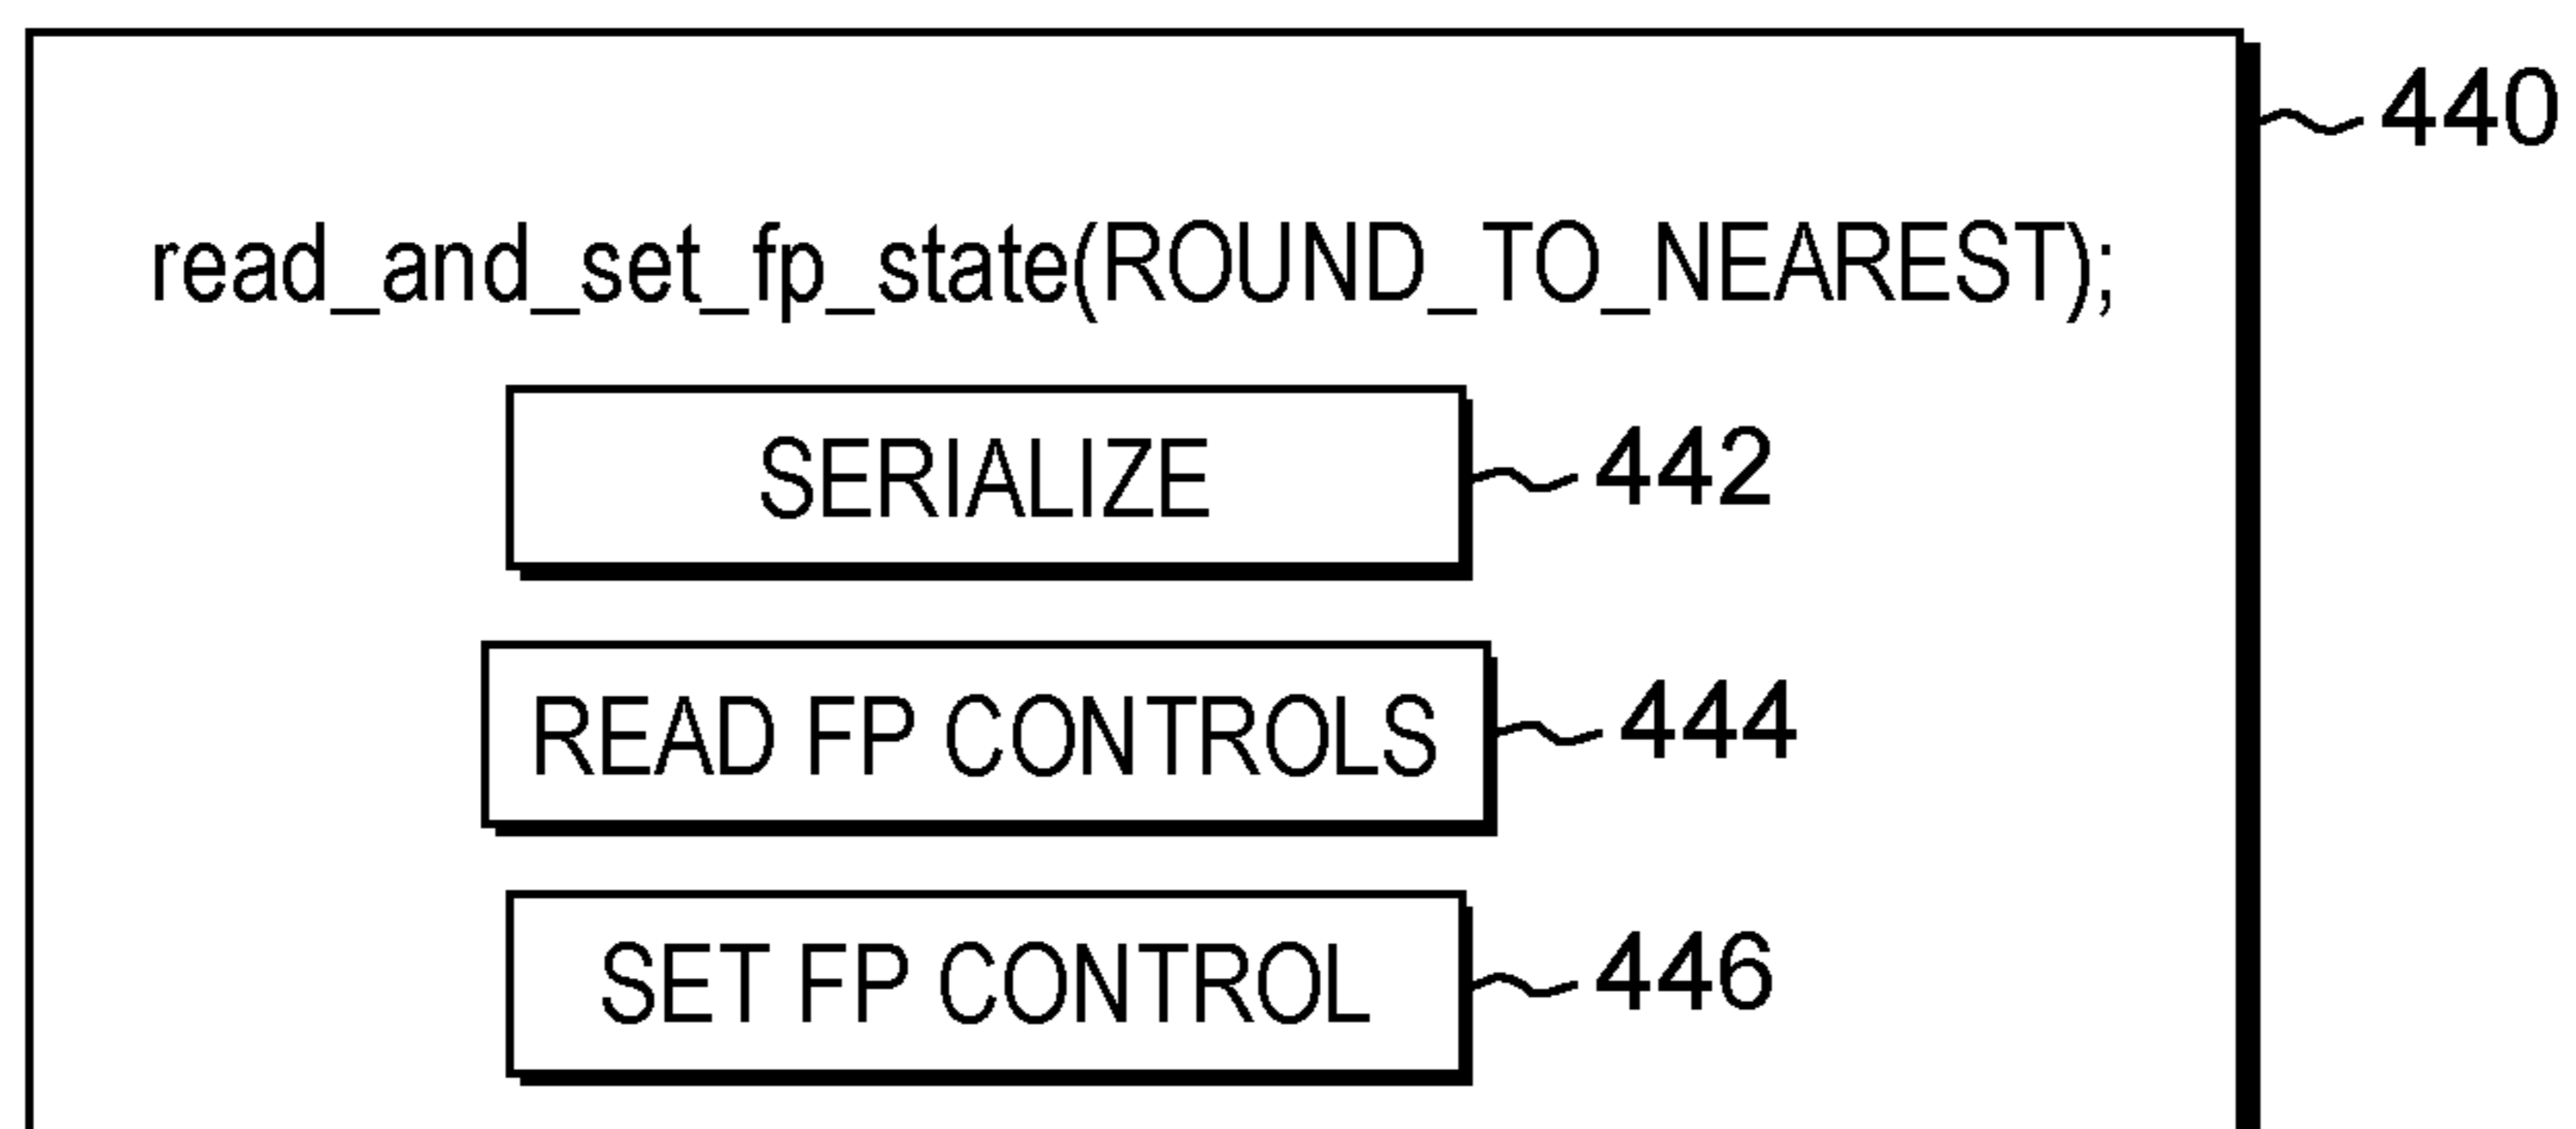 440
read_and_set_fp_state(ROUND_TO_NEAREST);
SERIALIZE 442
READ FP CONTROLS 444
SET FP CONTROL 446